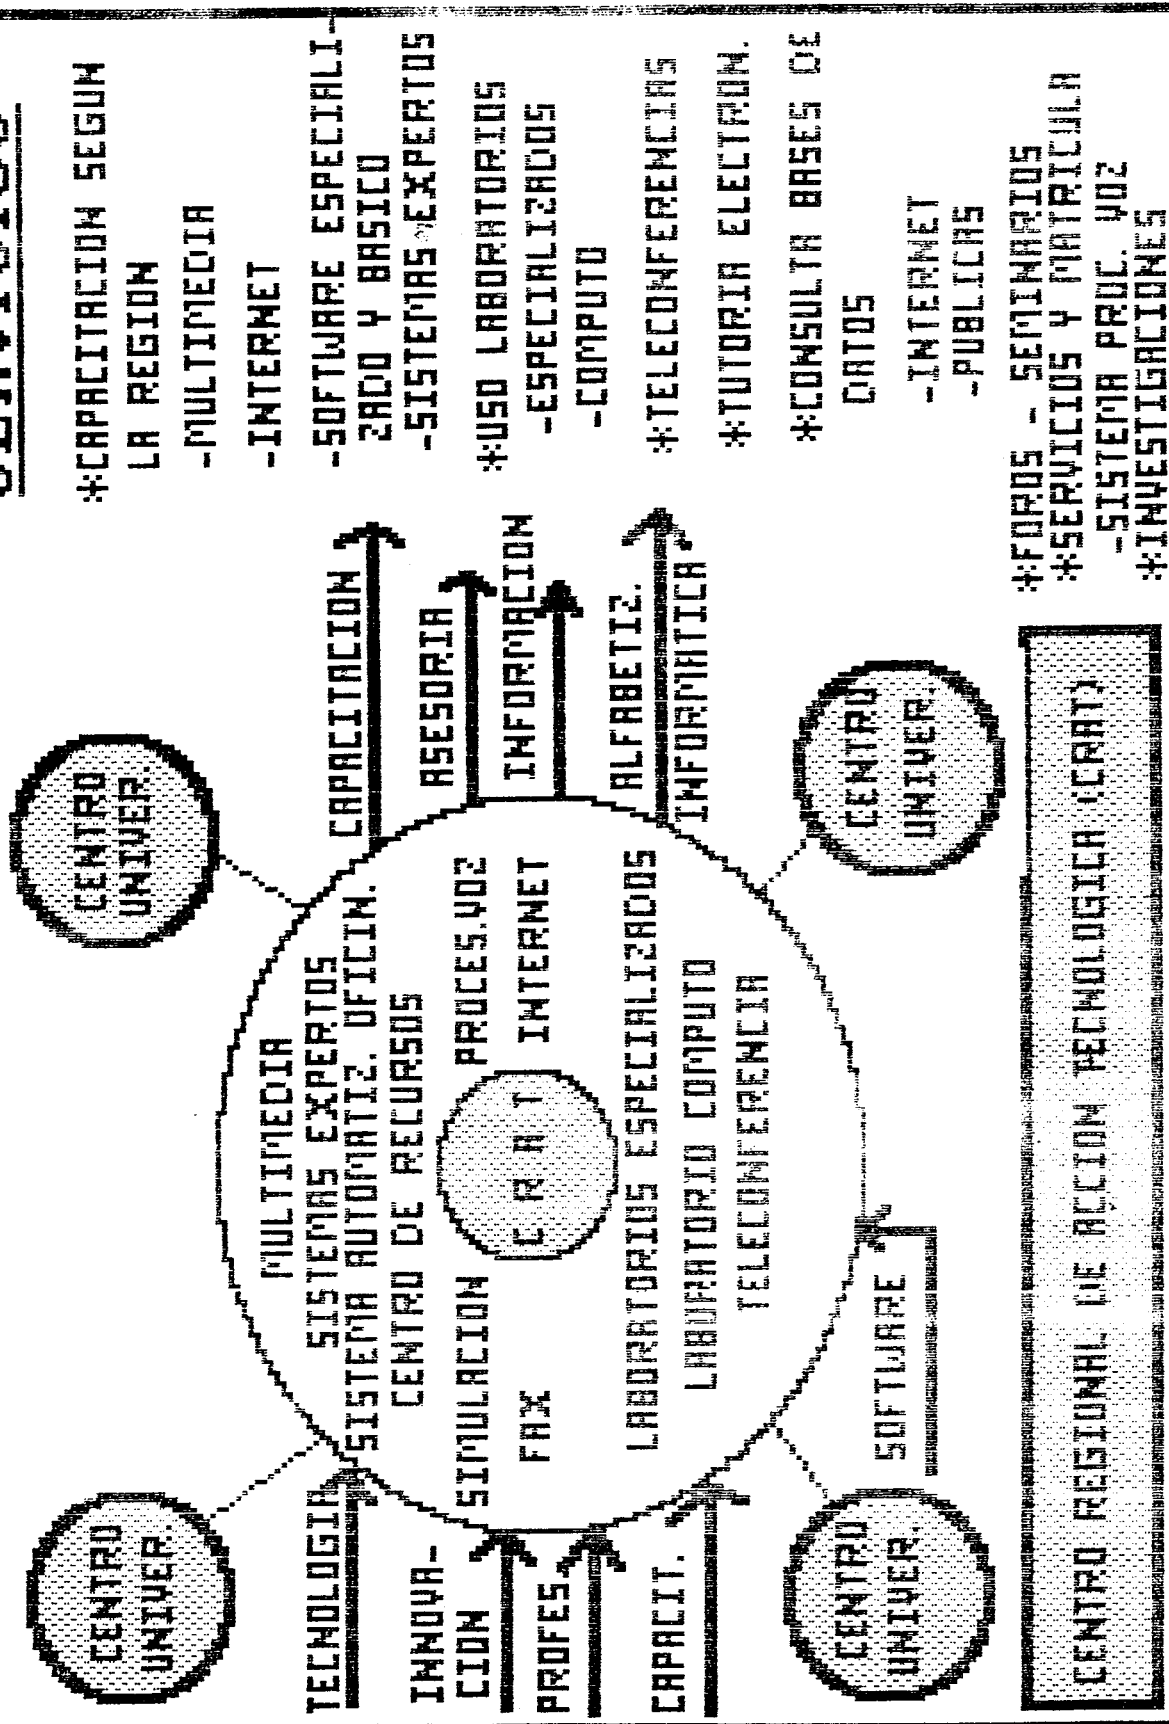 CENTRO
UNIVER.
CENTRO
UNIVER.
TECNOLOGIA
INNOVA-
CION
PROFES.
CAPACIT.
MULTIMEDIA
SISTEMAS EXPERTOS
SISTEMA AUTOMATIZ. OFICIN.
CENTRO DE RECURSOS
SIMULACION
PROCES.VOZ
FAX
C R A T
INTERNET
LABORATORIOS ESPECIALIZADOS
LABORATORIO COMPUTO
TELECONFERENCIA
SOFTWARE
CENTRO
UNIVER.
CENTRO
UNIVER.
CAPACITACION
ASESORIA
INFORMACION
ALFABETIZ.
INFORMATICA.
*CAPACITACION SEGUN
LA REGION
-MULTIMEDIA
-INTERNET
-SOFTWARE ESPECIALI-
ZADO Y BASICO
-SISTEMAS EXPERTOS
*USO LABORATORIOS
-ESPECIALIZADOS
-COMPUTO
*TELECONFERENCIAS
*TUTORIA ELECTRON.
*CONSULTA BASES DE
DATOS
-INTERNET
-PUBLICAS
*FOROS - SEMINARIOS
*SERVICIOS Y MATRICULA
-SISTEMA PROC. VOZ
*INVESTIGACIONES
CENTRO REGIONAL DE ACCION TECNOLOGICA (CRAT)